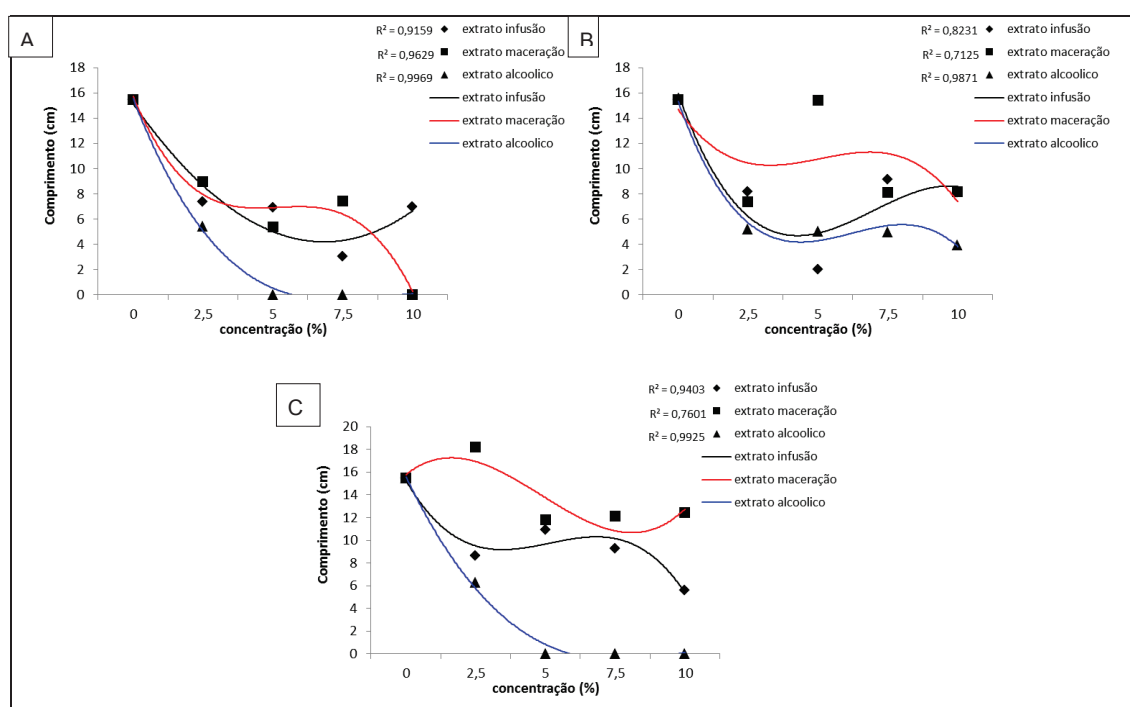 A
R² = 0,9159 extrato infusão
R² = 0,9629 extrato maceração
R² = 0,9969 extrato alcoolico
extrato infusão
extrato maceração
extrato alcoolico
Comprimento (cm)
18
16
14
12
10
8
6
4
2
0
0 2,5 5 7,5 10
concentração (%)
B
R² = 0,8231 extrato infusão
R² = 0,7125 extrato maceração
R² = 0,9871 extrato alcoolico
extrato infusão
extrato maceração
extrato alcoolico
Comprimento (cm)
18
16
14
12
10
8
6
4
2
0
0 2,5 5 7,5 10
concentração (%)
C
R² = 0,9403 extrato infusão
R² = 0,7601 extrato maceração
R² = 0,9925 extrato alcoolico
extrato infusão
extrato maceração
extrato alcoolico
Comprimento (cm)
20
18
16
14
12
10
8
6
4
2
0
0 2,5 5 7,5 10
concentração (%)